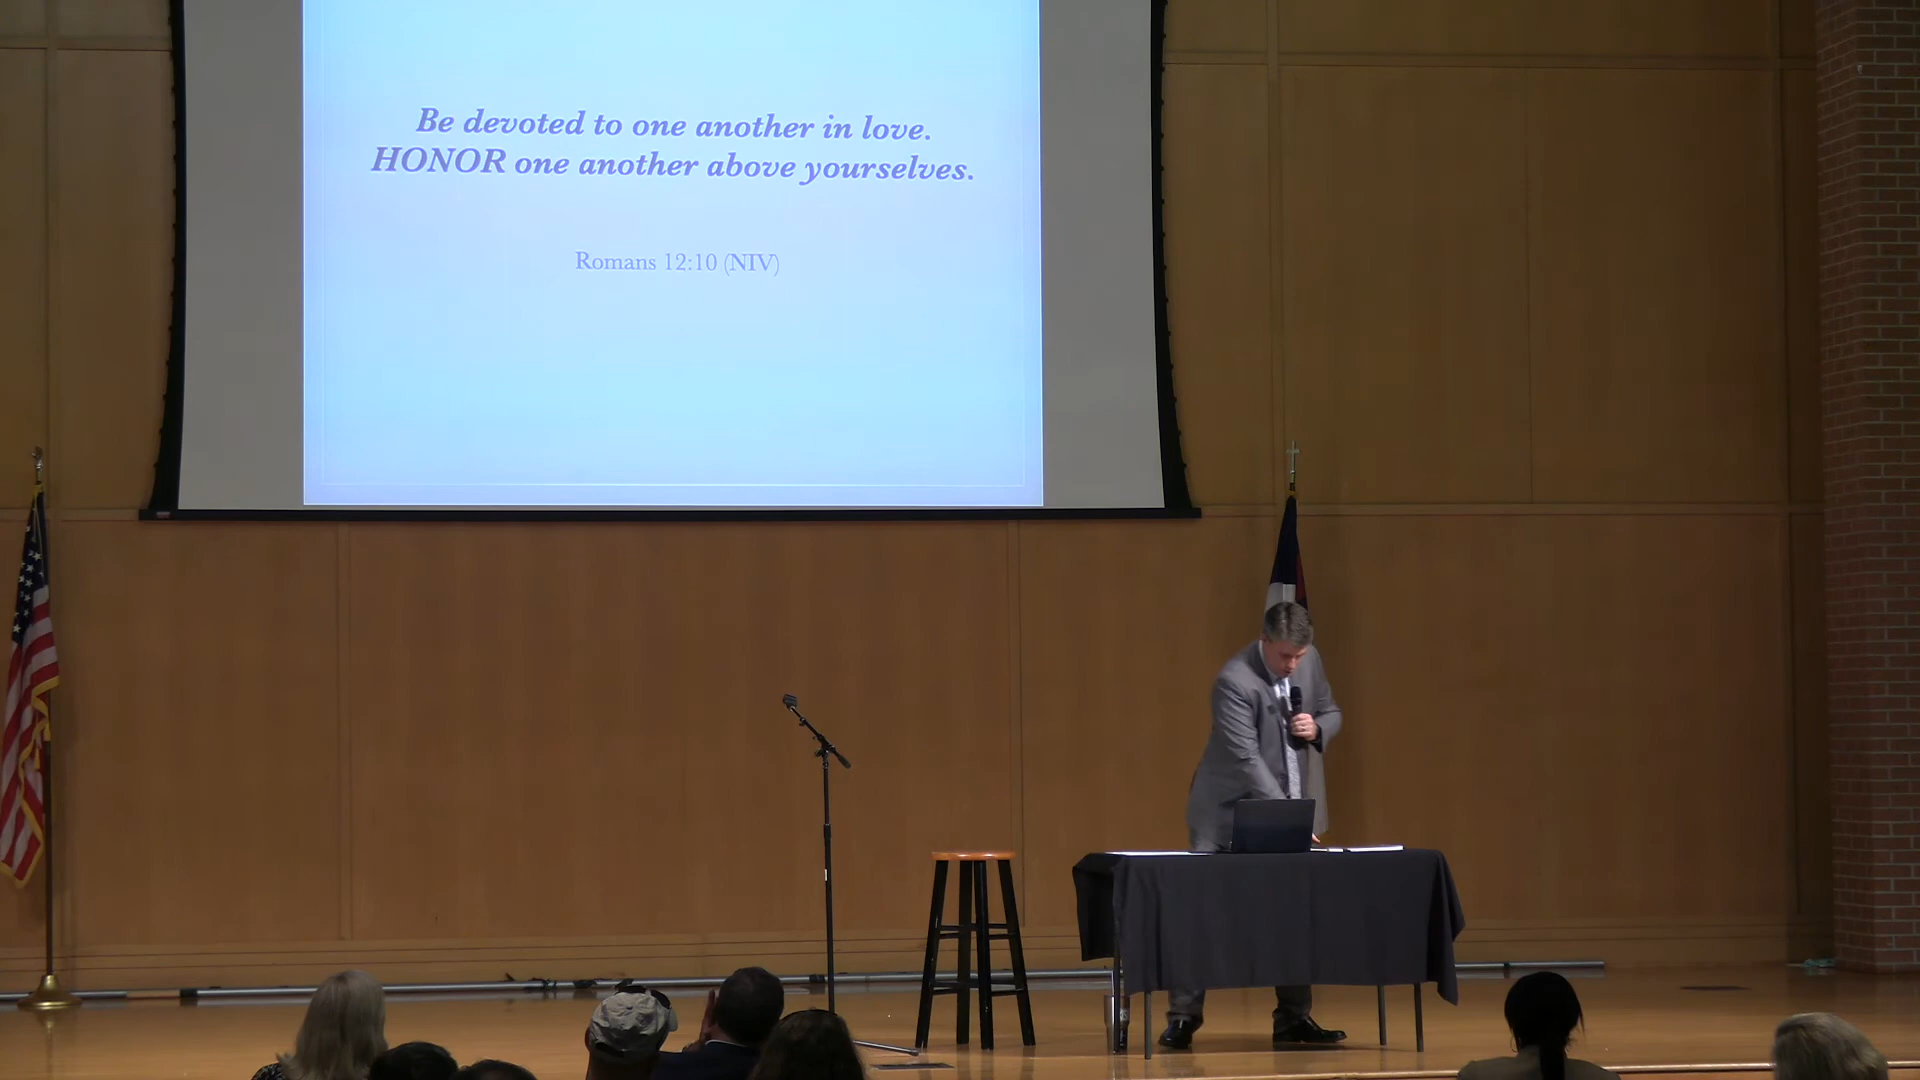 Be devoted to one another in love.
HONOR one another above yourselves.
Romans 12:10 (NIV)